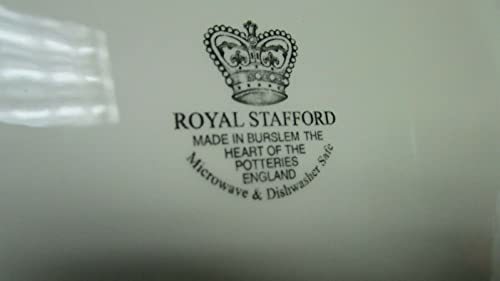 ROYAL STAFFORD
MADE IN BURSLEM THE
HEART OF THE
POTTERIES
ENGLAND
Microwave & Dishwasher Safe